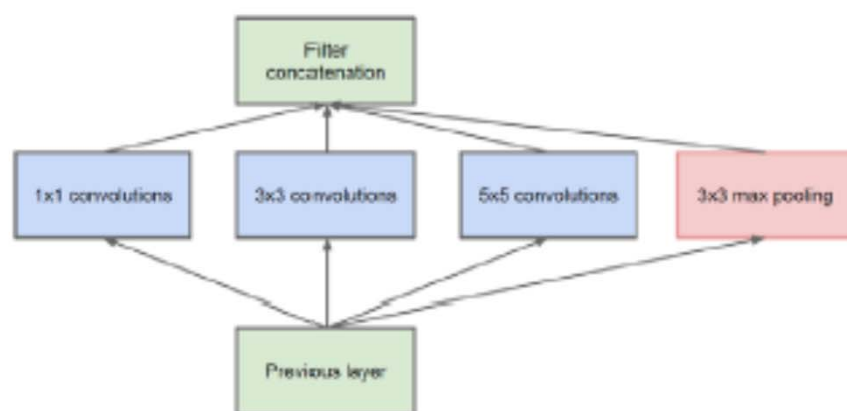 Filter
concatenation
1x1 convolutions
3x3 convolutions
5x5 convolutions
3x3 max pooling
Previous layer